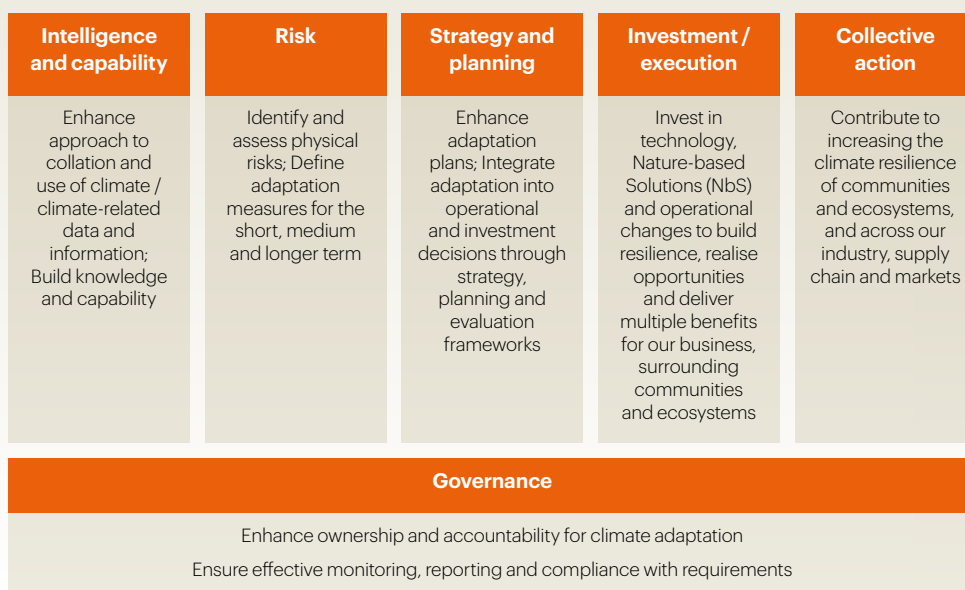 Intelligence
and capability
Enhance
approach to
collation and
use of climate /
climate-related
data and
information;
Build knowledge
and capability
Risk
Identify and
assess physical
risks; Define
adaptation
measures for the
short, medium
and longer term
Strategy and
planning
Enhance
adaptation
plans; Integrate
adaptation into
operational
and investment
decisions through
strategy,
planning and
evaluation
frameworks
Investment /
execution
Invest in
technology,
Nature-based
Solutions (NbS)
and operational
changes to build
resilience, realise
opportunities
and deliver
multiple benefits
for our business,
surrounding
communities
and ecosystems
Collective
action
Contribute to
increasing the
climate resilience
of communities
and ecosystems,
and across our
industry, supply
chain and markets
Governance
Enhance ownership and accountability for climate adaptation
Ensure effective monitoring, reporting and compliance with requirements